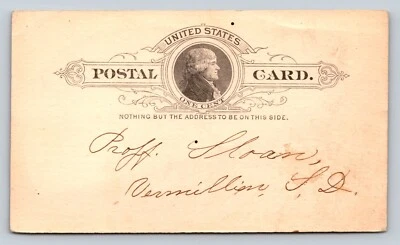 UNITED STATES
POSTAL CARD.
ONE CENT
NOTHING BUT THE ADDRESS TO BE ON THIS SIDE.
Proff. Sloan,
Vermillion, S. D.